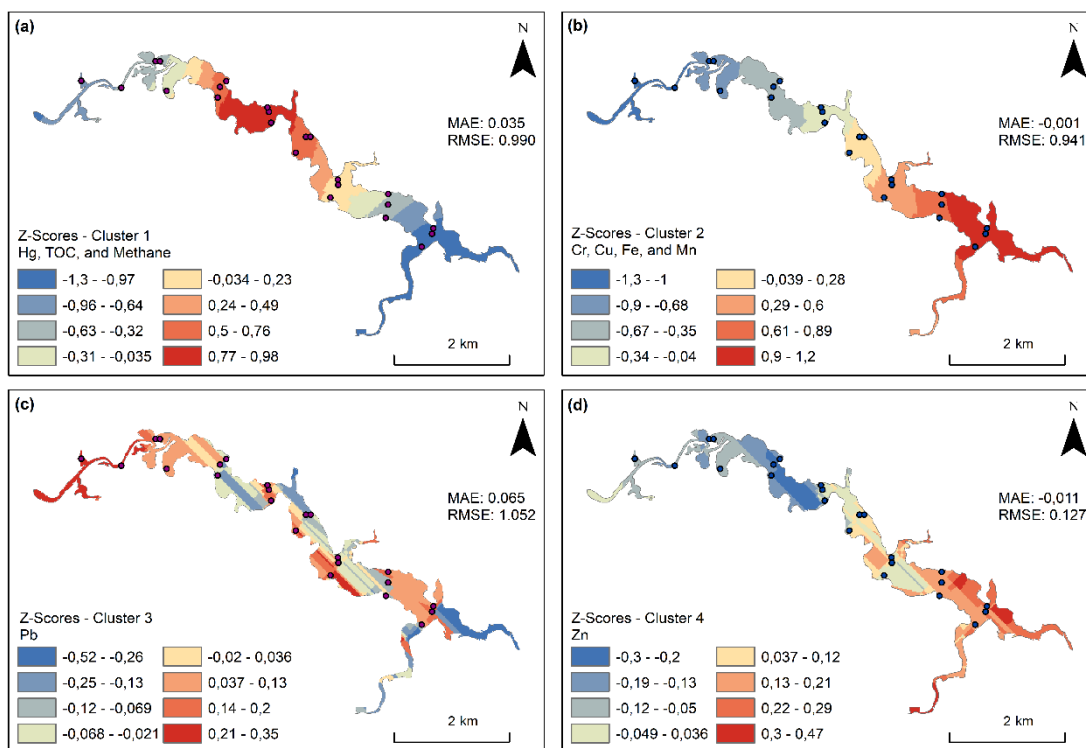 (a)
N
MAE: 0.035
RMSE: 0.990
Z-Scores - Cluster 1
Hg, TOC, and Methane
-1,3 - -0,97
-0,96 - -0,64
-0,63 - -0,32
-0,31 - -0,035
-0,034 - 0,23
0,24 - 0,49
0,5 - 0,76
0,77 - 0,98
2 km
(b)
N
MAE: -0,001
RMSE: 0.941
Z-Scores - Cluster 2
Cr, Cu, Fe, and Mn
-1,3 - -1
-0,9 - -0,68
-0,67 - -0,35
-0,34 - -0,04
-0,039 - 0,28
0,29 - 0,6
0,61 - 0,89
0,9 - 1,2
2 km
(c)
N
MAE: 0.065
RMSE: 1.052
Z-Scores - Cluster 3
Pb
-0,52 - -0,26
-0,25 - -0,13
-0,12 - -0,069
-0,068 - -0,021
-0,02 - 0,036
0,037 - 0,13
0,14 - 0,2
0,21 - 0,35
2 km
(d)
N
MAE: -0,011
RMSE: 0.127
Z-Scores - Cluster 4
Zn
-0,3 - -0,2
-0,19 - -0,13
-0,12 - -0,05
-0,049 - 0,036
0,037 - 0,12
0,13 - 0,21
0,22 - 0,29
0,3 - 0,47
2 km